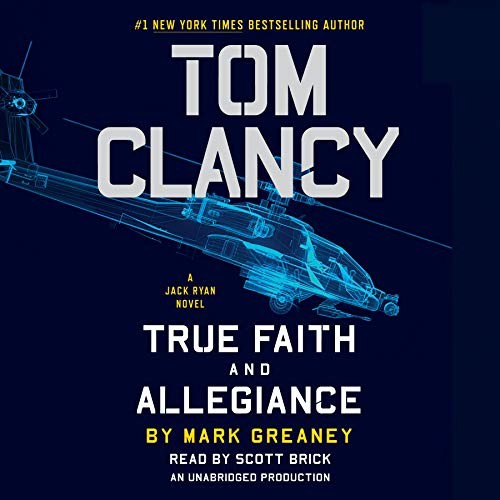 #1 NEW YORK TIMES BESTSELLING AUTHOR
TOM
CLANCY
A
JACK RYAN
NOVEL
TRUE FAITH
AND
ALLEGIANCE
BY MARK GREANEY
READ BY SCOTT BRICK
AN UNABRIDGED PRODUCTION